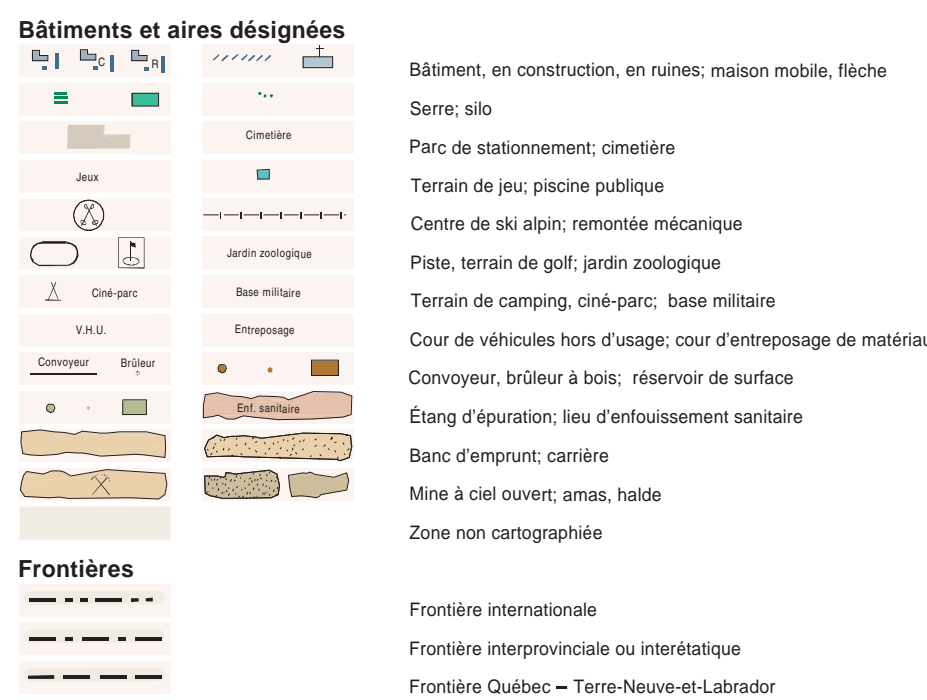 Bâtiments et aires désignées
C R Bâtiment, en construction, en ruines; maison mobile, flèche
Serre; silo
Cimetière Parc de stationnement; cimetière
Jeux Terrain de jeu; piscine publique
Centre de ski alpin; remontée mécanique
Jardin zoologique Piste, terrain de golf; jardin zoologique
Ciné-parc Base militaire Terrain de camping, ciné-parc; base militaire
V.H.U. Entreposage Cour de véhicules hors d'usage; cour d'entreposage de matériau
Convoyeur Brûleur Convoyeur, brûleur à bois; réservoir de surface
Enf. sanitaire Étang d'épuration; lieu d'enfouissement sanitaire
Banc d'emprunt; carrière
Mine à ciel ouvert; amas, halde
Zone non cartographiée
Frontières
Frontière internationale
Frontière interprovinciale ou interétatique
Frontière Québec – Terre-Neuve-et-Labrador